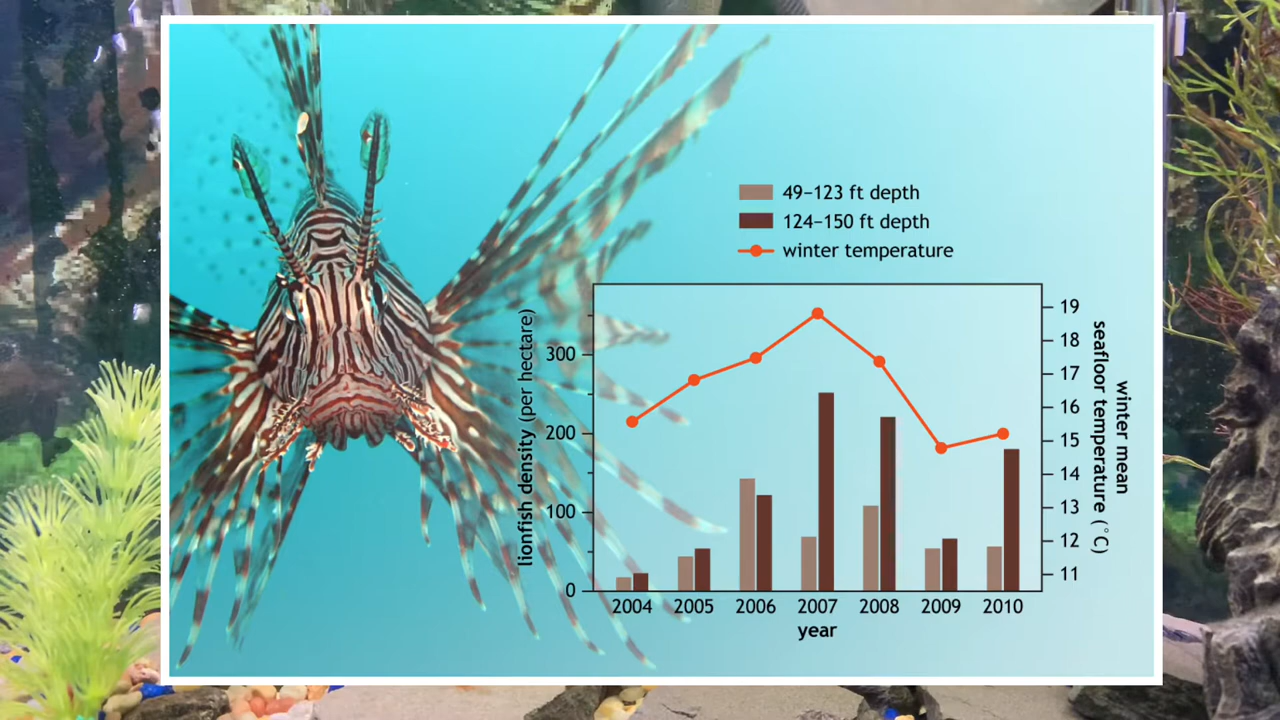 49–123 ft depth
124–150 ft depth
winter temperature
lionfish density (per hectare)
300
200
100
0
19
18
17
16
15
14
13
12
11
winter mean
seafloor temperature (°C)
2004 2005 2006 2007 2008 2009 2010
year